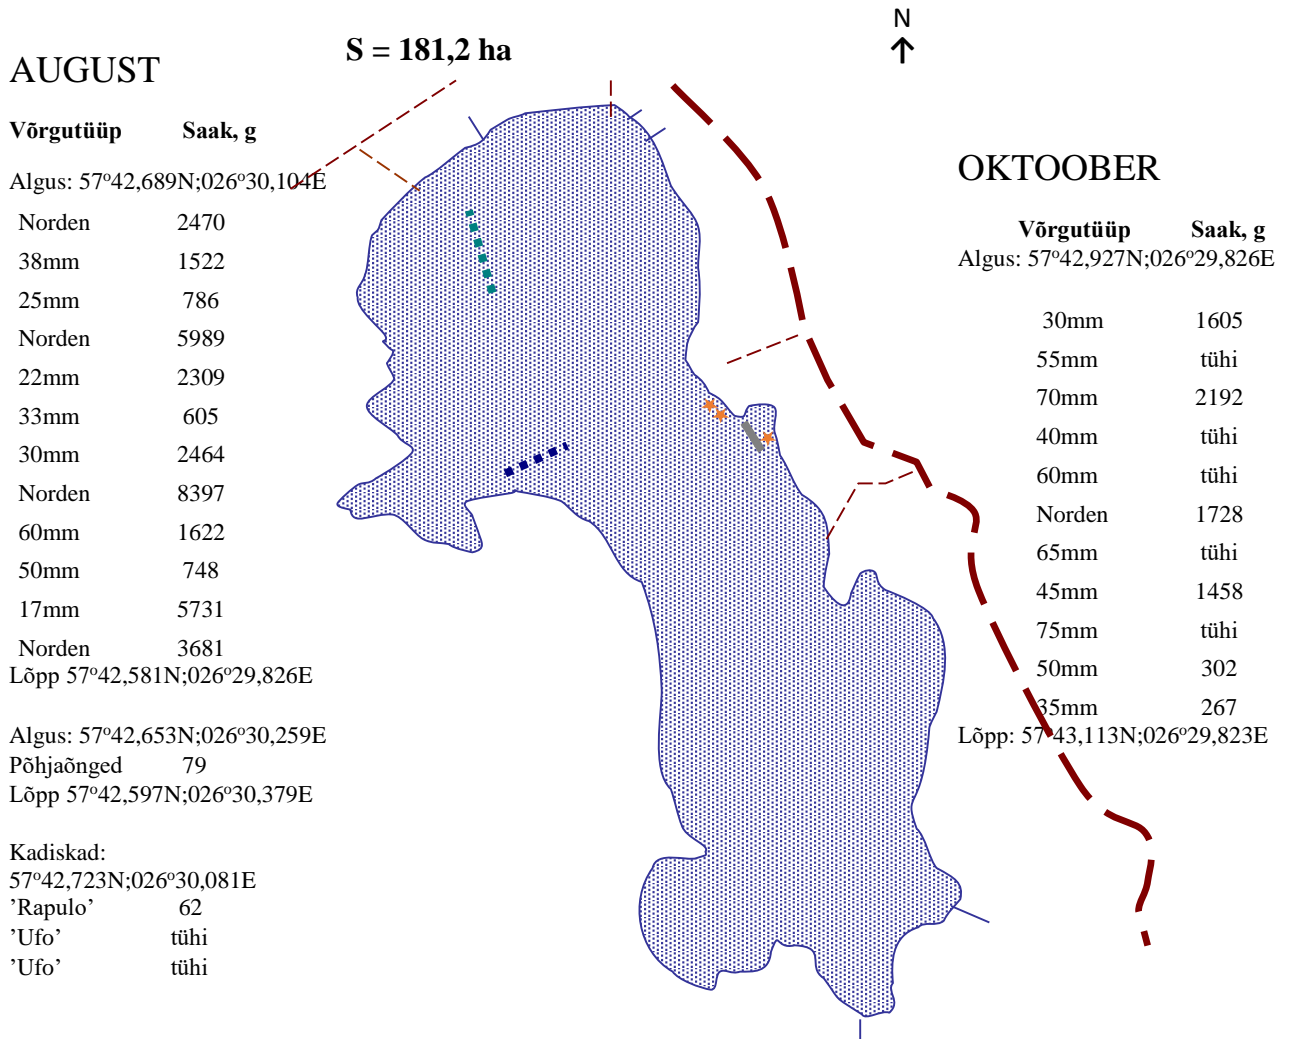 N
S = 181,2 ha
AUGUST
Võrgutüüp Saak, g
Algus: 57º42,689N;026º30,104E
Norden 2470
38mm 1522
25mm 786
Norden 5989
22mm 2309
33mm 605
30mm 2464
Norden 8397
60mm 1622
50mm 748
17mm 5731
Norden 3681
Lõpp 57º42,581N;026º29,826E
Algus: 57º42,653N;026º30,259E
Põhjaõnged 79
Lõpp 57º42,597N;026º30,379E
Kadiskad:
57º42,723N;026º30,081E
’Rapulo’ 62
’Ufo’ tühi
’Ufo’ tühi
OKTOOBER
Võrgutüüp Saak, g
Algus: 57º42,927N;026º29,826E
30mm 1605
55mm tühi
70mm 2192
40mm tühi
60mm tühi
Norden 1728
65mm tühi
45mm 1458
75mm tühi
50mm 302
35mm 267
Lõpp: 57º43,113N;026º29,823E